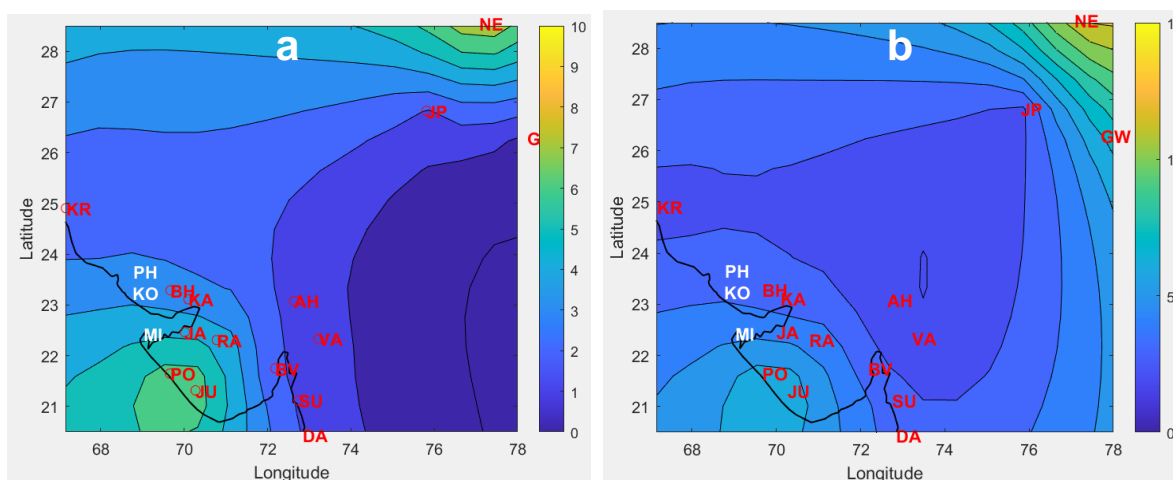 a
NE
JP
G
KR
PH
KO
BH
KA
AH
MI
JA
RA
VA
BV
PO
JU
SU
DA
28
27
26
25
24
23
22
21
Latitude
68 70 72 74 76 78
Longitude
10
9
8
7
6
5
4
3
2
1
0
b
NE
JP
GW
KR
PH
KO
BH
KA
AH
MI
JA
RA
VA
BV
PO
JU
SU
DA
28
27
26
25
24
23
22
21
Latitude
68 70 72 74 76 78
Longitude
1
1
5
0